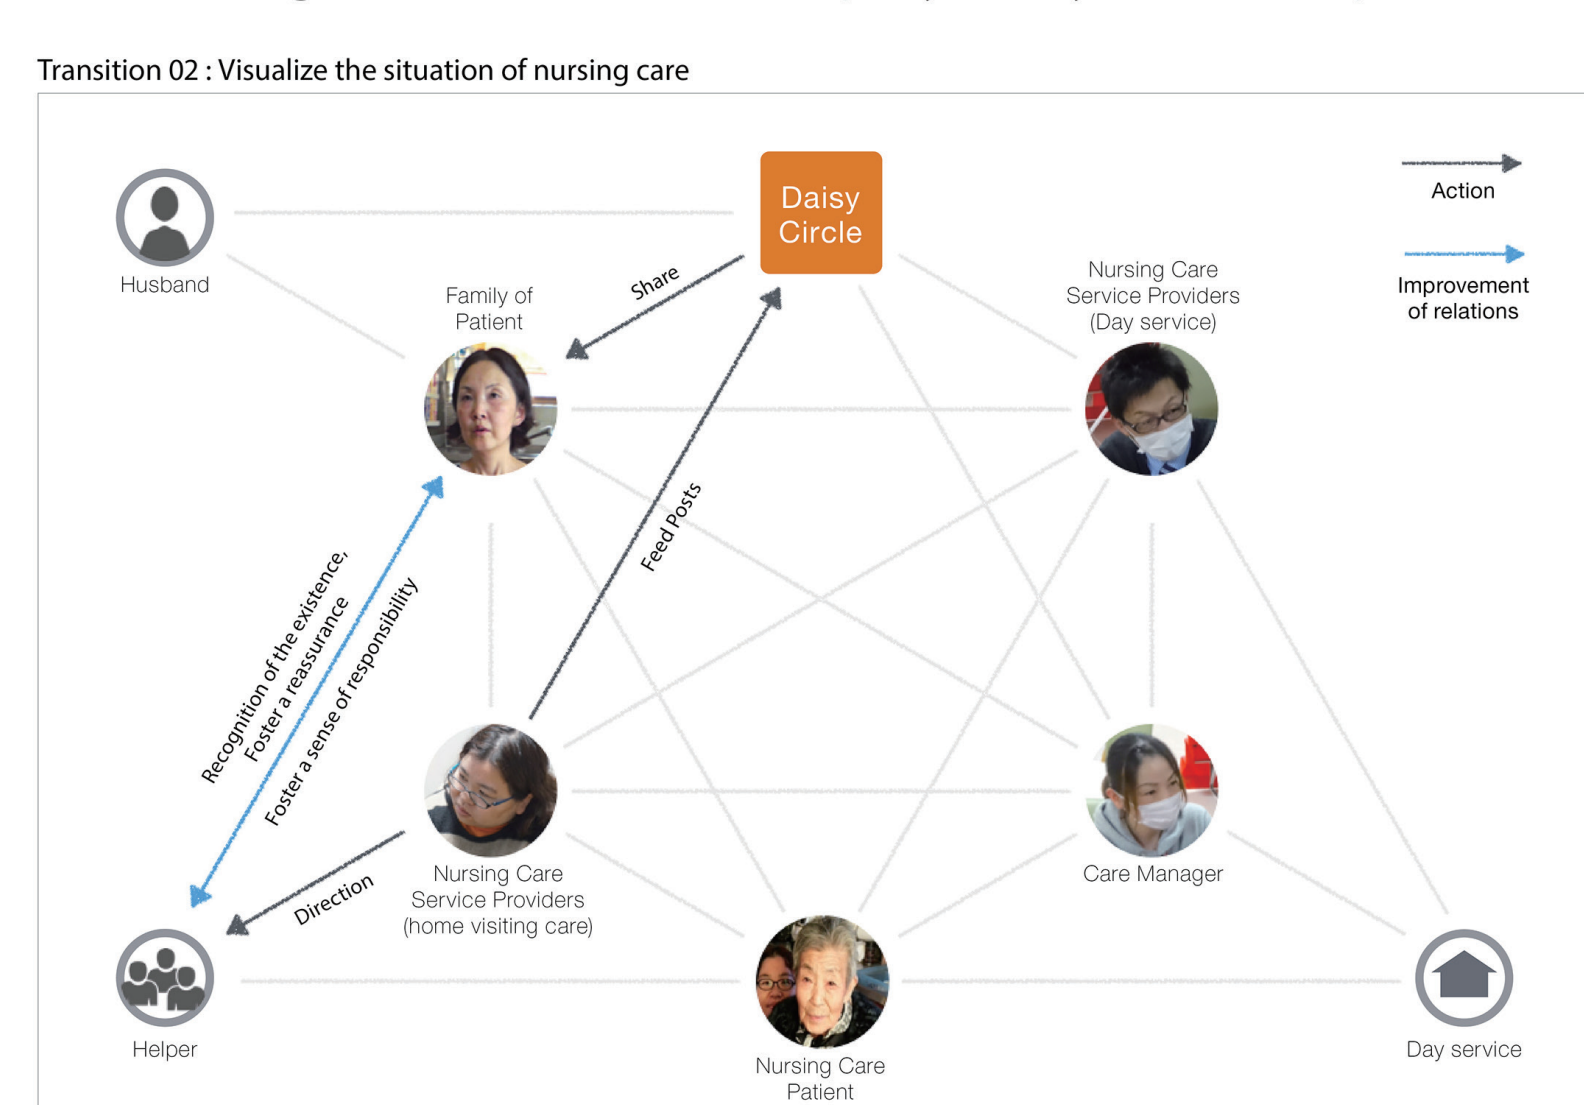 Transition 02 : Visualize the situation of nursing care
Daisy
Circle
Action
Improvement
of relations
Husband
Share
Family of
Patient
Nursing Care
Service Providers
(Day service)
Feed Posts
Recognition of the existence,
Foster a reassurance
Foster a sense of responsibility
Direction
Nursing Care
Service Providers
(home visiting care)
Care Manager
Helper
Nursing Care
Patient
Day service